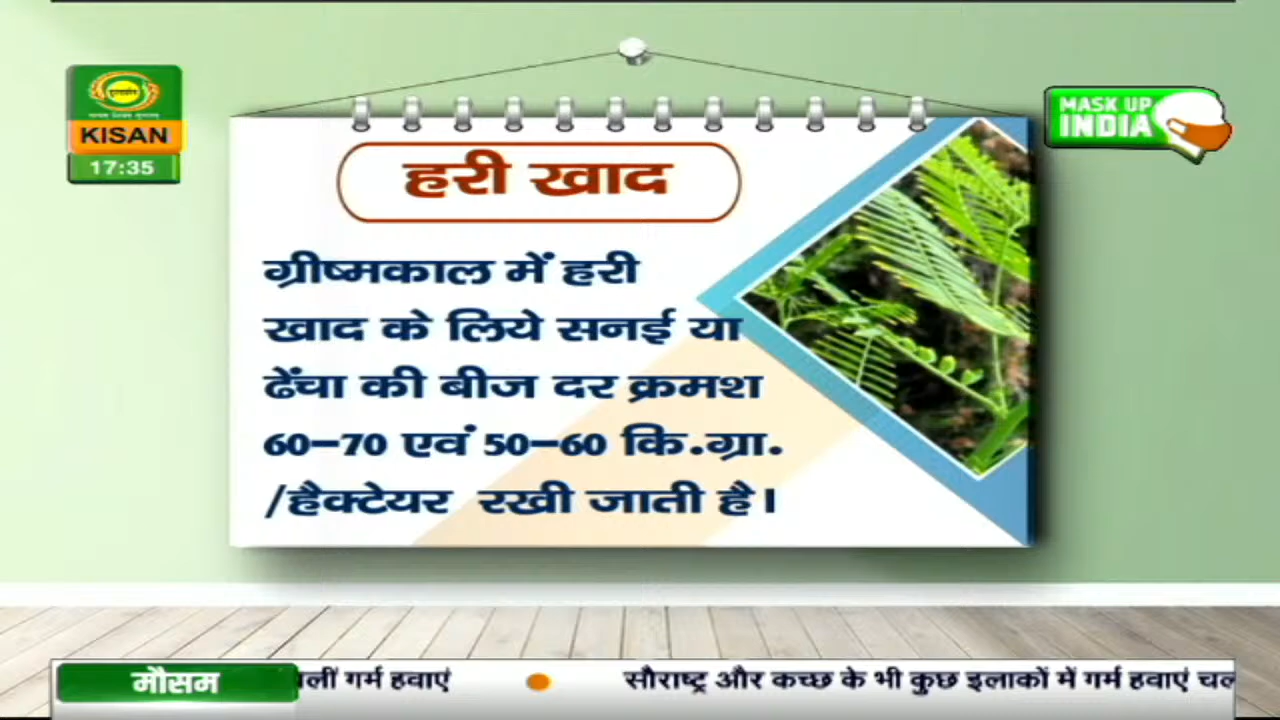 KISAN
17:35
MASK UP
INDIA
हरी खाद
ग्रीष्मकाल में हरी
खाद के लिये सनई या
ढेंचा की बीज दर क्रमश
60-70 एवं 50-60 कि.ग्रा.
/हैक्टेयर रखी जाती है।
मौसम
गर्म हवाएं
सौराष्ट्र और कच्छ के भी कुछ इलाकों में गर्म हवाएं